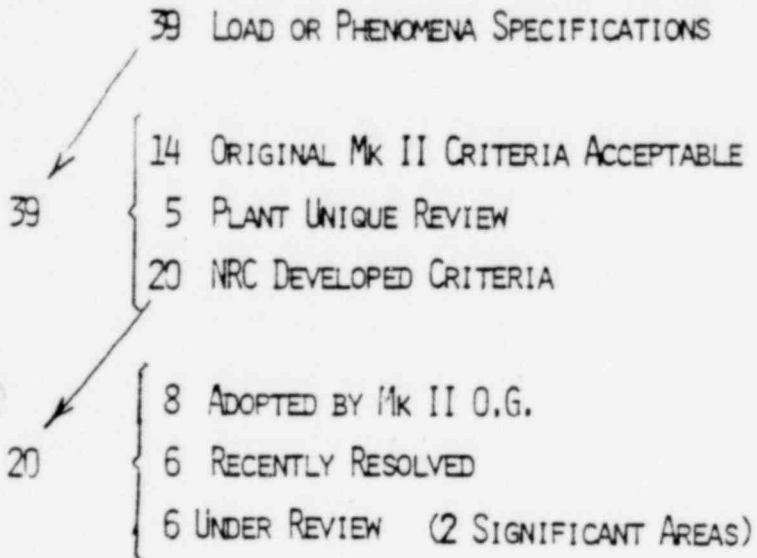 39 LOAD OR PHENOMENA SPECIFICATIONS
14 ORIGINAL MK II CRITERIA ACCEPTABLE
39
5 PLANT UNIQUE REVIEW
20 NRC DEVELOPED CRITERIA
8 ADOPTED BY MK II O.G.
20
6 RECENTLY RESOLVED
6 UNDER REVIEW (2 SIGNIFICANT AREAS)